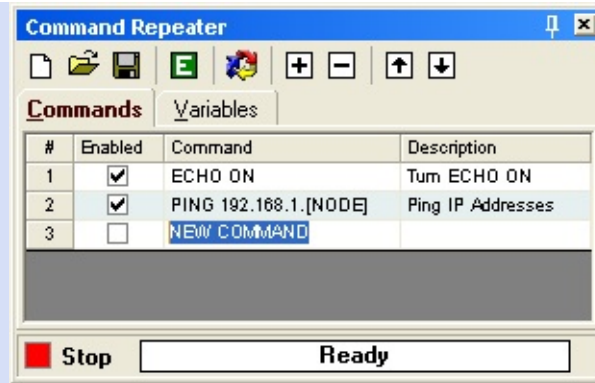 Command Repeater
E
Commands Variables
# Enabled Command Description
1 ECHO ON Turn ECHO ON
2 PING 192.168.1.[NODE] Ping IP Addresses
3 NEW COMMAND
Stop Ready